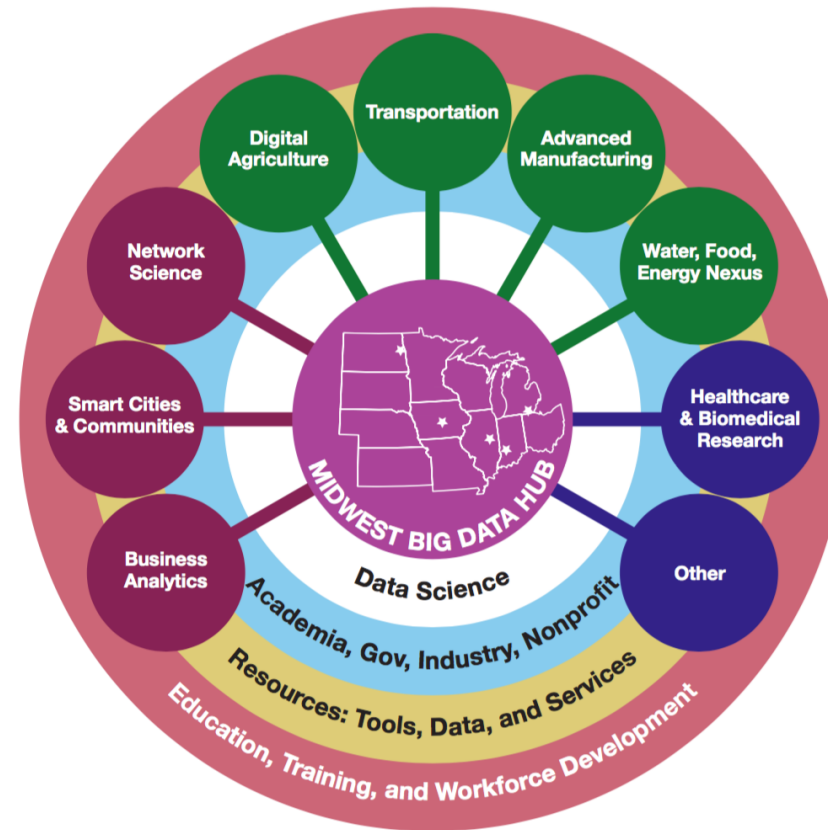 Transportation
Digital
Agriculture
Advanced
Manufacturing
Network
Science
Water, Food,
Energy Nexus
Smart Cities
& Communities
Healthcare
& Biomedical
Research
Business
Analytics
Other
MIDWEST BIG DATA HUB
Data Science
Academia, Gov, Industry, Nonprofit
Resources: Tools, Data, and Services
Education, Training, and Workforce Development